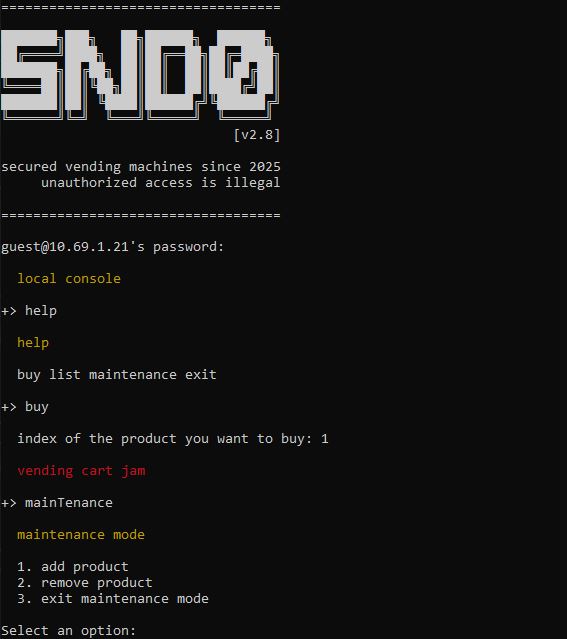 ===================================
SND0
[v2.8]
secured vending machines since 2025
unauthorized access is illegal
===================================
guest@10.69.1.21's password:
local console
+> help
help
buy list maintenance exit
+> buy
index of the product you want to buy: 1
vending cart jam
+> mainTenance
maintenance mode
1. add product
2. remove product
3. exit maintenance mode
Select an option: